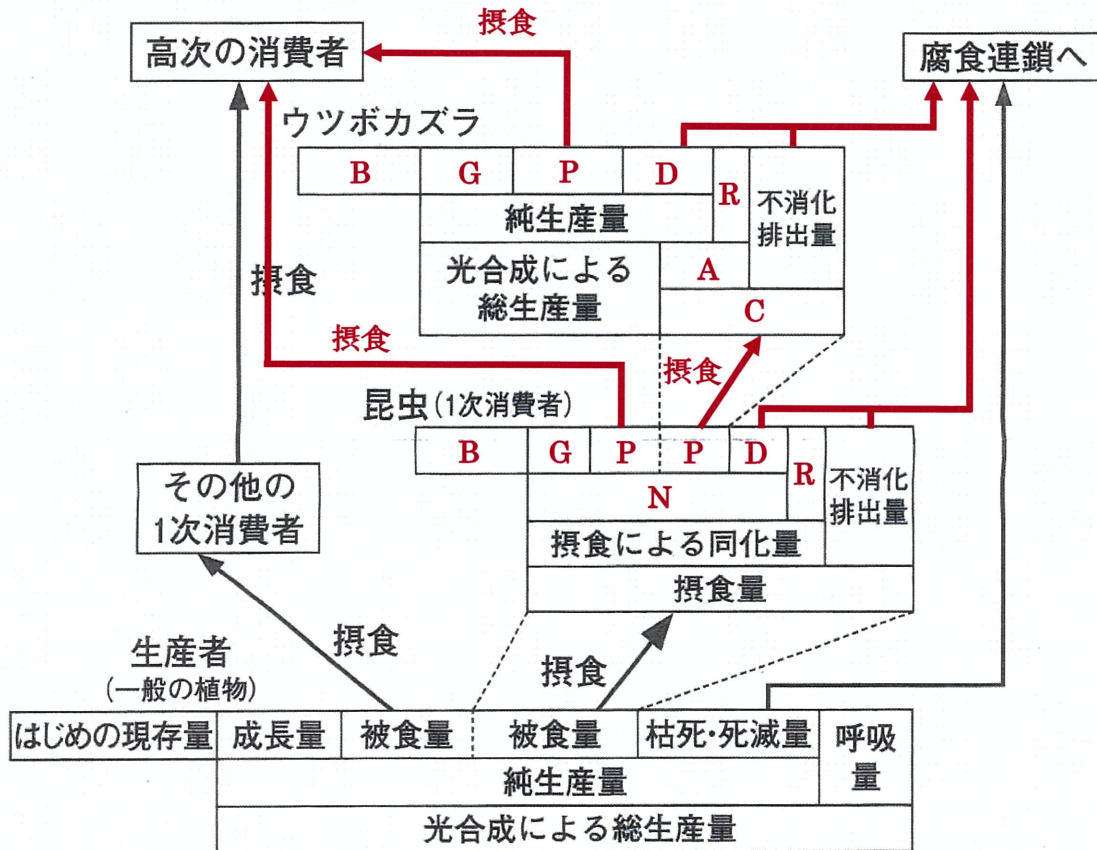 摂食
高次の消費者
腐食連鎖へ
ウツボカズラ
B
G
P
D
R
不消化
排出量
純生産量
光合成による
総生産量
A
C
摂食
摂食
摂食
昆虫(1次消費者)
B
G
P
P
D
R
不消化
排出量
N
摂食による同化量
摂食量
その他の
1次消費者
摂食
摂食
生産者
(一般の植物)
はじめの現存量
成長量
被食量
被食量
枯死・死滅量
呼吸
量
純生産量
光合成による総生産量